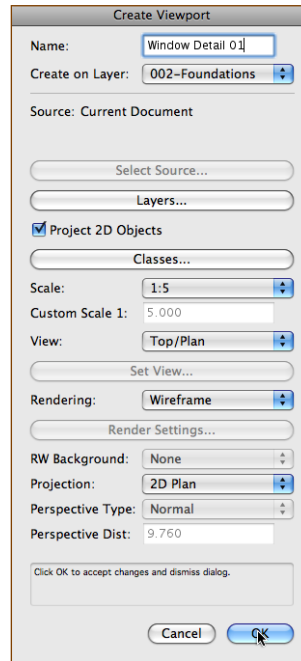 Create Viewport
Name: Window Detail 01
Create on Layer: 002-Foundations
Source: Current Document
Select Source...
Layers...
Project 2D Objects
Classes...
Scale: 1:5
Custom Scale 1: 5.000
View: Top/Plan
Set View...
Rendering: Wireframe
Render Settings...
RW Background: None
Projection: 2D Plan
Perspective Type: Normal
Perspective Dist: 9.760
Click OK to accept changes and dismiss dialog.
Cancel OK